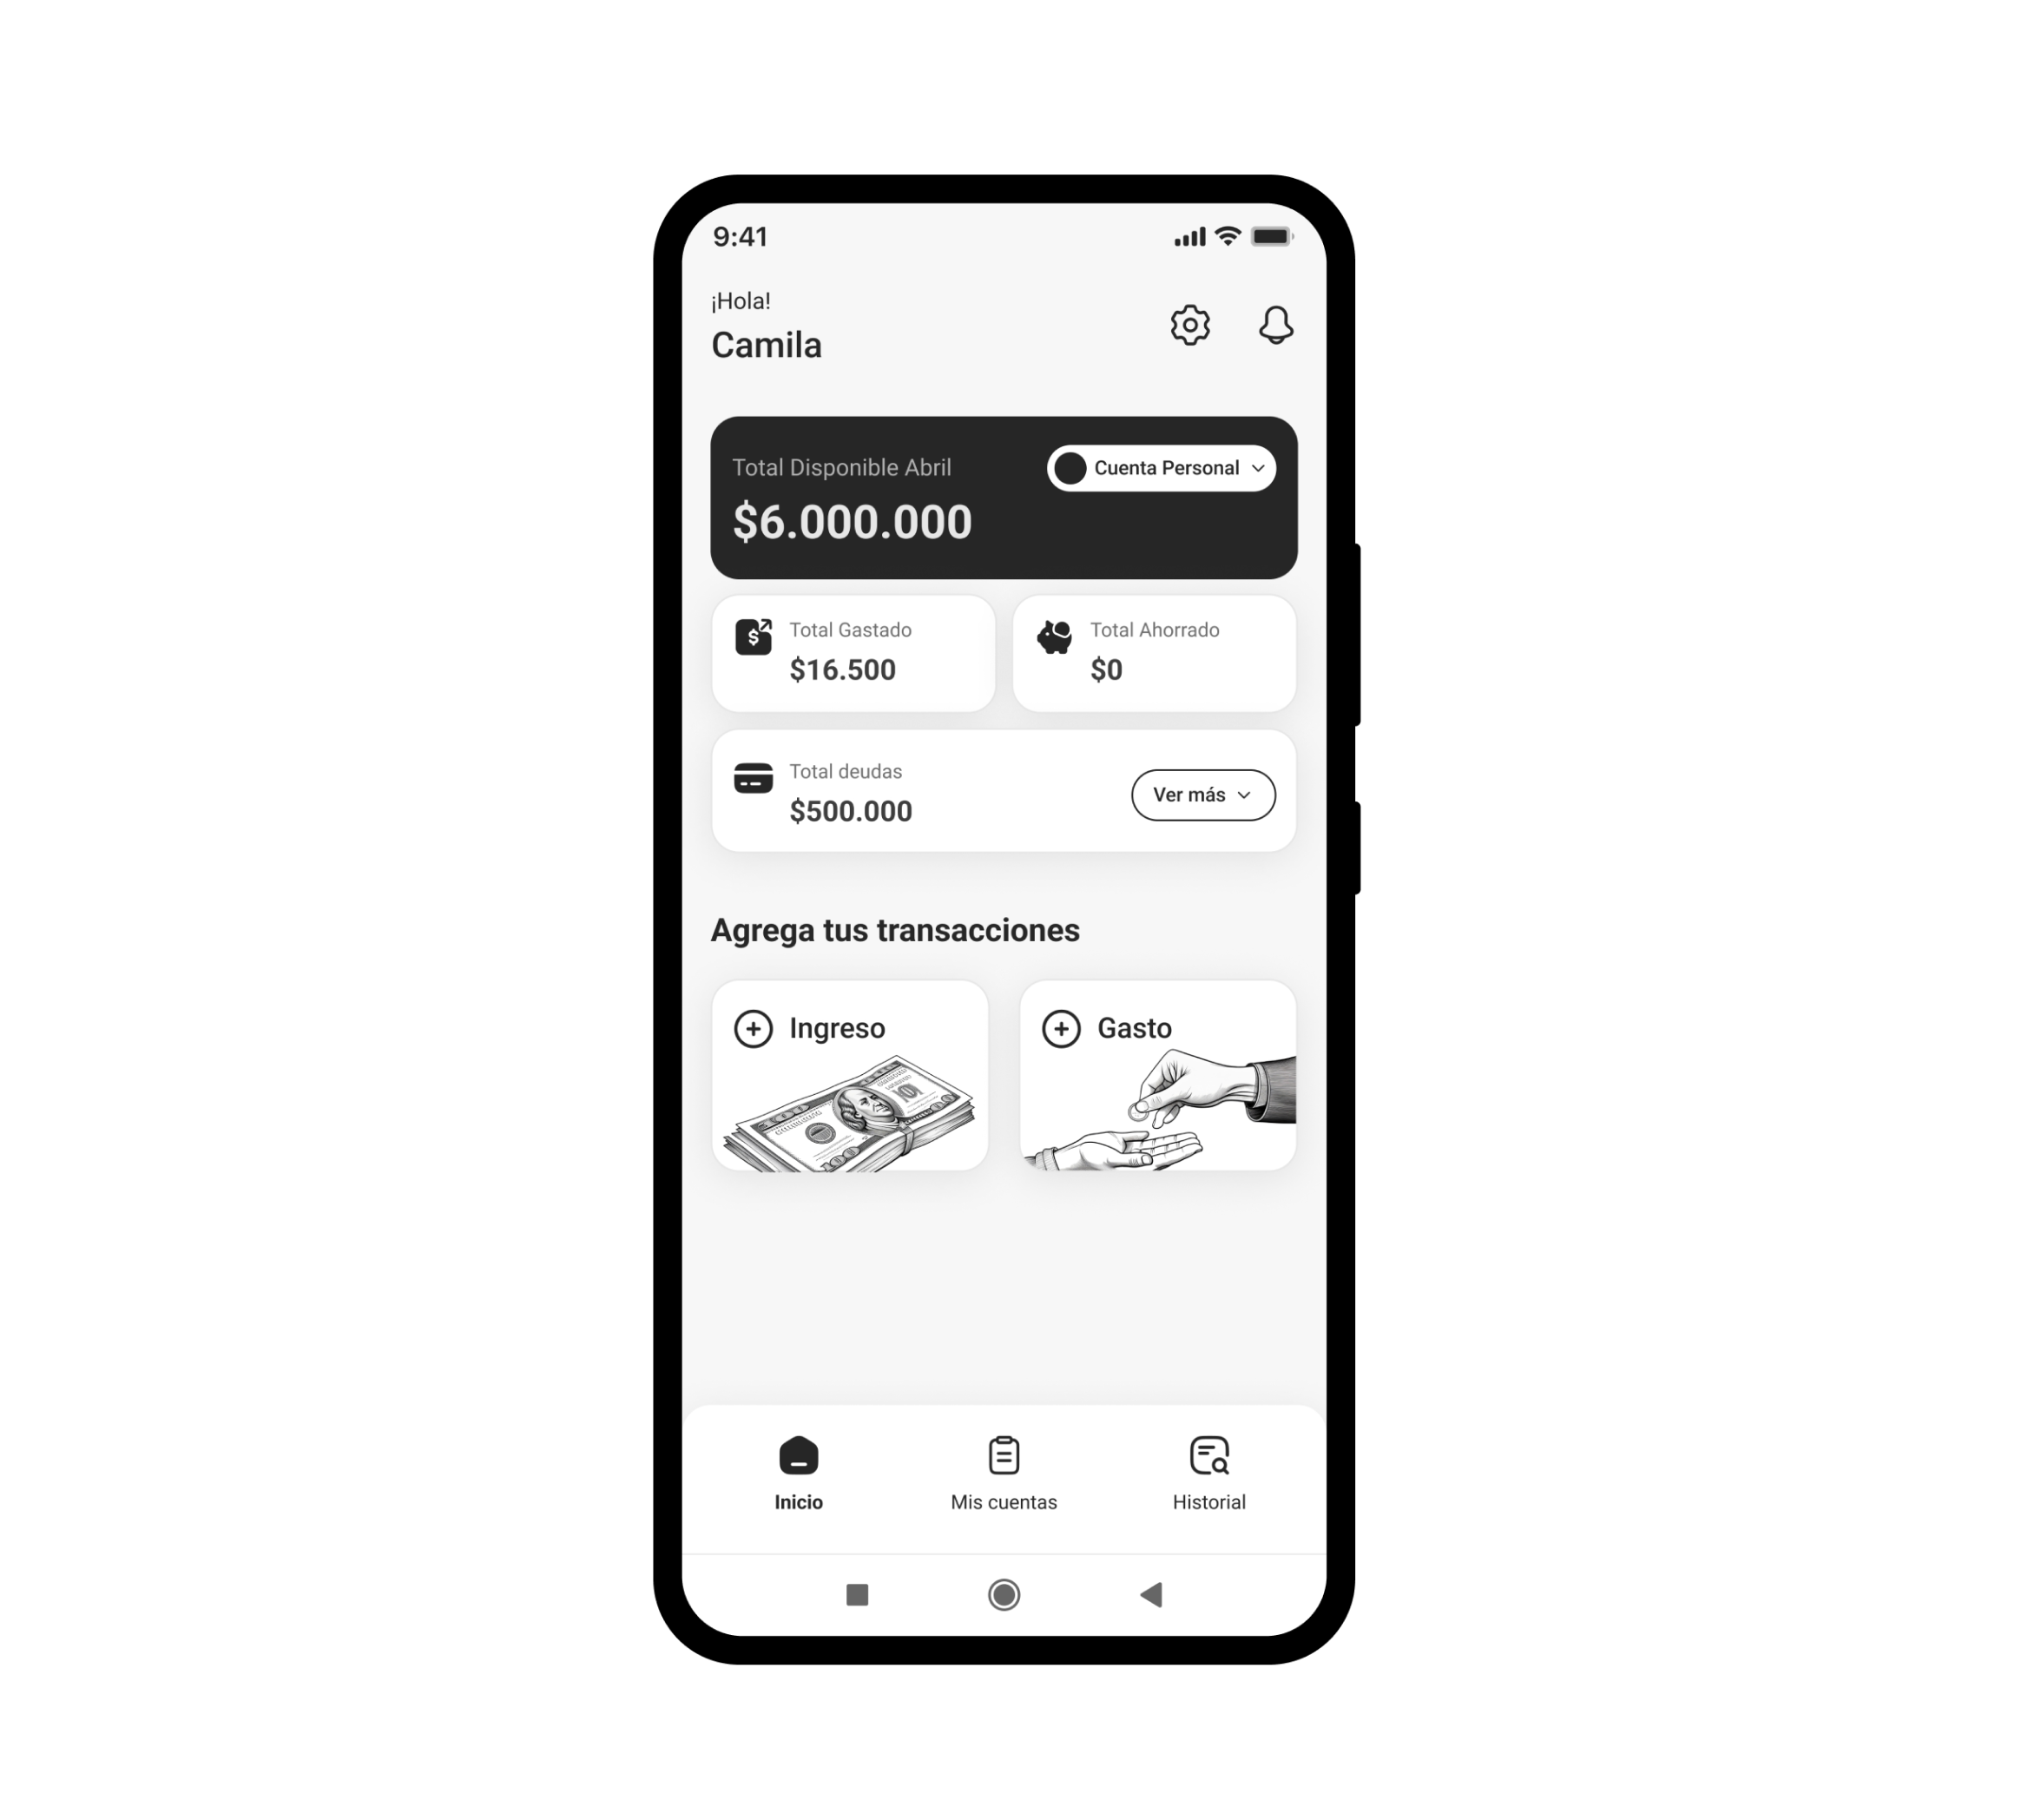 9:41
¡Hola!
Camila
Total Disponible Abril
Cuenta Personal
$6.000.000
Total Gastado
$16.500
Total Ahorrado
$0
Total deudas
$500.000
Ver más
Agrega tus transacciones
Ingreso
Gasto
Inicio
Mis cuentas
Historial